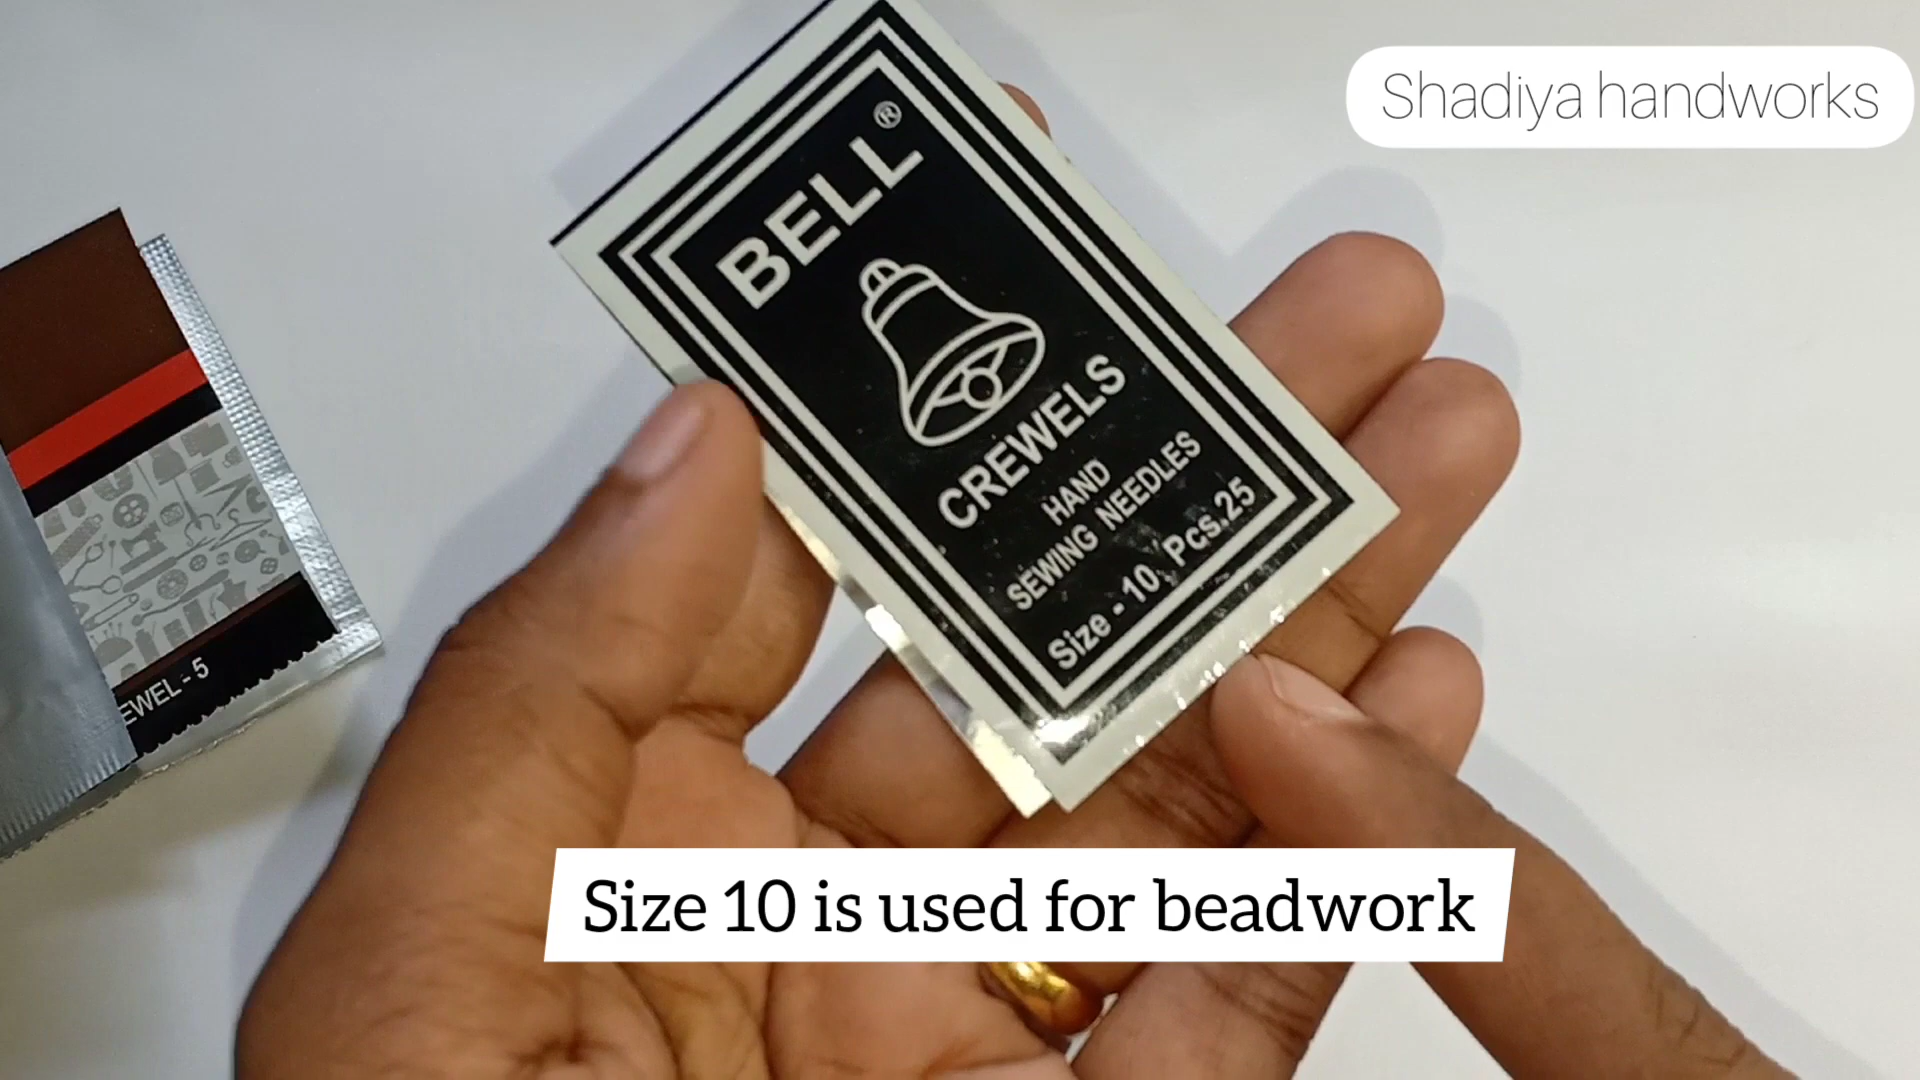 Shadiya handworks
BELL®
CREWELS
HAND
SEWING NEEDLES
Size - 10 Pcs.25
EWEL - 5
Size 10 is used for beadwork